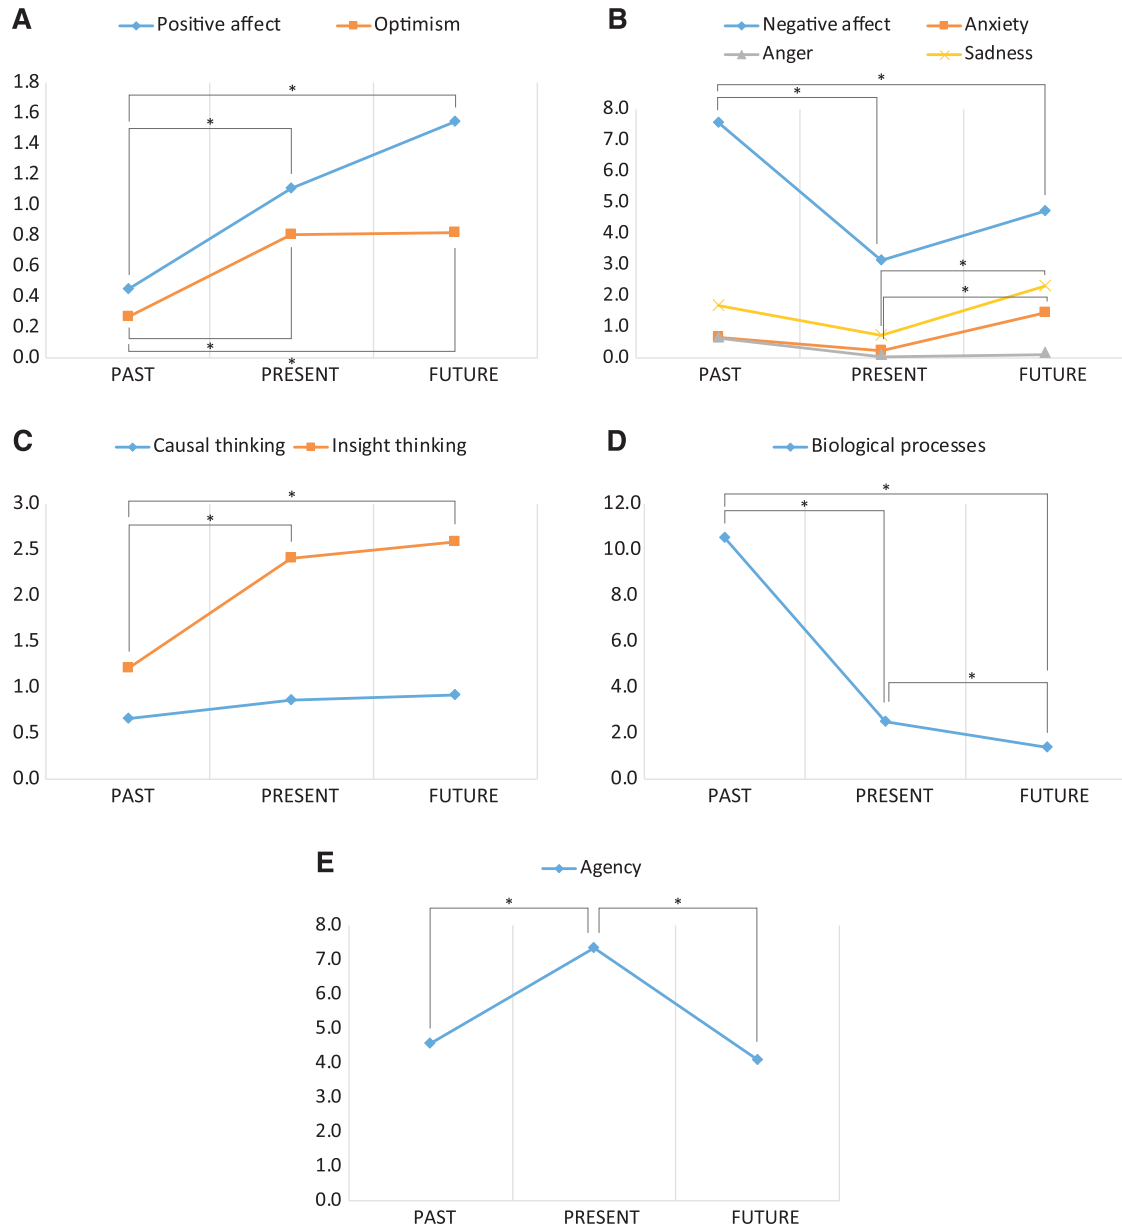 A
Positive affect Optimism
1.8
1.6
1.4
1.2
1.0
0.8
0.6
0.4
0.2
0.0
* * * *
PAST PRESENT FUTURE
B
Negative affect Anxiety
Anger Sadness
8.0
7.0
6.0
5.0
4.0
3.0
2.0
1.0
0.0
* * * *
PAST PRESENT FUTURE
C
Causal thinking Insight thinking
3.0
2.5
2.0
1.5
1.0
0.5
0.0
* *
PAST PRESENT FUTURE
D
Biological processes
12.0
10.0
8.0
6.0
4.0
2.0
0.0
* * *
PAST PRESENT FUTURE
E
Agency
8.0
7.0
6.0
5.0
4.0
3.0
2.0
1.0
0.0
* *
PAST PRESENT FUTURE